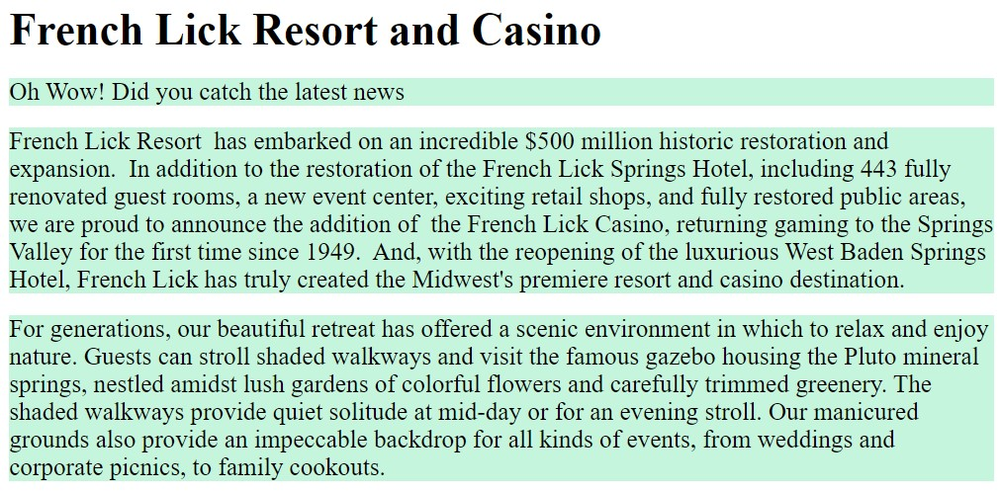 French Lick Resort and Casino
Oh Wow! Did you catch the latest news
French Lick Resort  has embarked on an incredible $500 million historic restoration and
expansion.  In addition to the restoration of the French Lick Springs Hotel, including 443 fully
renovated guest rooms, a new event center, exciting retail shops, and fully restored public areas,
we are proud to announce the addition of  the French Lick Casino, returning gaming to the Springs
Valley for the first time since 1949.  And, with the reopening of the luxurious West Baden Springs
Hotel, French Lick has truly created the Midwest's premiere resort and casino destination.
For generations, our beautiful retreat has offered a scenic environment in which to relax and enjoy
nature. Guests can stroll shaded walkways and visit the famous gazebo housing the Pluto mineral
springs, nestled amidst lush gardens of colorful flowers and carefully trimmed greenery. The
shaded walkways provide quiet solitude at mid-day or for an evening stroll. Our manicured
grounds also provide an impeccable backdrop for all kinds of events, from weddings and
corporate picnics, to family cookouts.